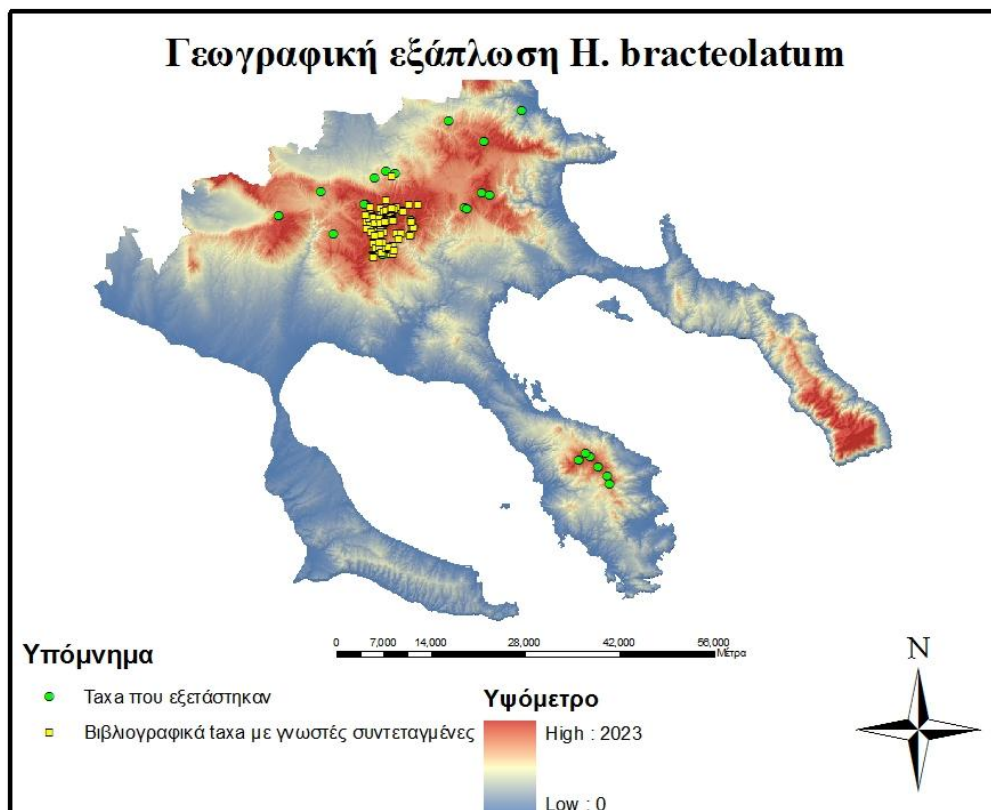 Γεωγραφική εξάπλωση H. bracteolatum
0 7,000 14,000 28,000 42,000 56,000
Μέτρα
Υπόμνημα
Taxa που εξετάστηκαν
Βιβλιογραφικά taxa με γνωστές συντεταγμένες
Υψόμετρο
High : 2023
Low : 0
N